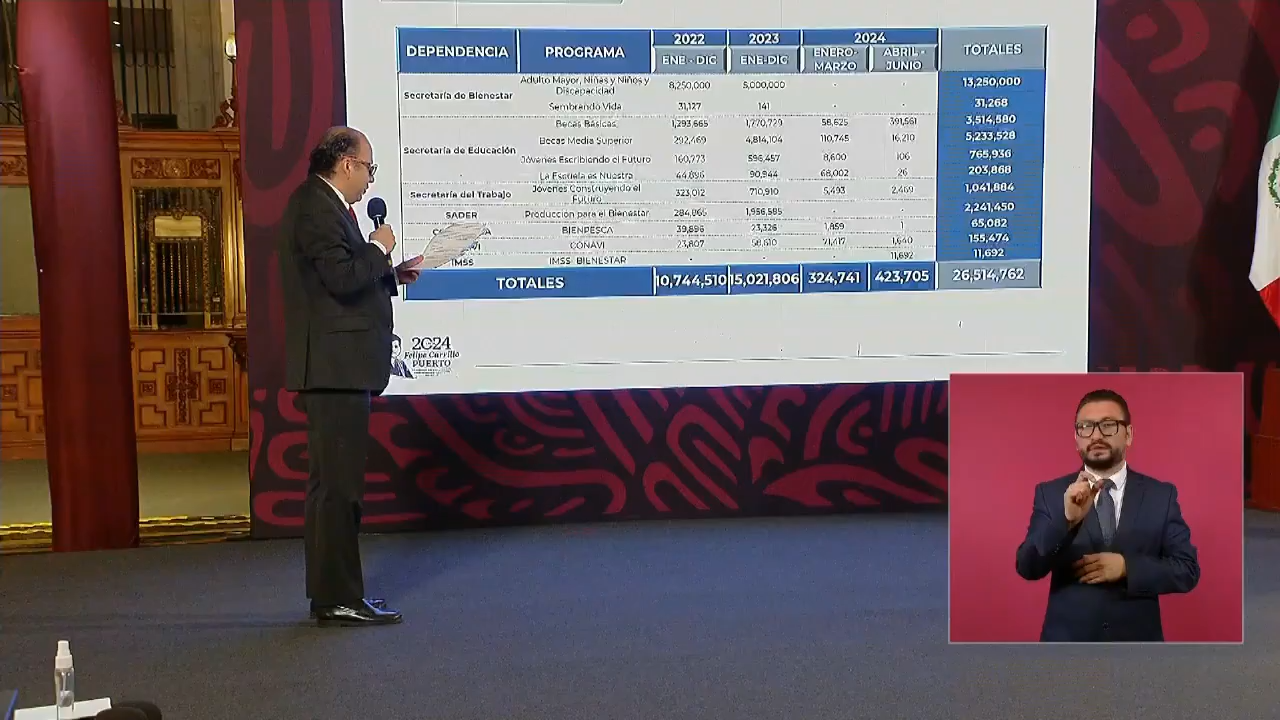 DEPENDENCIA PROGRAMA 2022 2023 2024 TOTALES
ENE - DIC ENE-DIC ENERO-MARZO ABRIL - JUNIO
Secretaría de Bienestar Adulto Mayor, Niñas y Niños y Discapacidad 8,250,000 5,000,000 - - 13,250,000
Sembrando Vida 31,127 141 - - 31,268
Secretaría de Educación Becas Básicas 1,293,665 391,561 3,514,580
Becas Media Superior 292,469 4,814,104 110,745 16,210 5,233,528
Jóvenes Escribiendo el Futuro 160,773 596,457 8,600 106 765,936
La Escuela es Nuestra 44,896 90,944 68,002 26 203,868
Secretaría del Trabajo Jóvenes Construyendo el Futuro 323,012 710,910 5,493 2,469 1,041,884
SADER Producción para el Bienestar 284,865 1,956,585 - - 2,241,450
BIENPESCA 39,896 23,326 1,859 1 65,082
CONAVI 23,807 58,610 71,417 1,640 155,474
IMSS IMSS-BIENESTAR - - - 11,692 11,692
TOTALES 10,744,510 15,021,806 324,741 423,705 26,514,762
2024
Felipe Carrillo
PUERTO